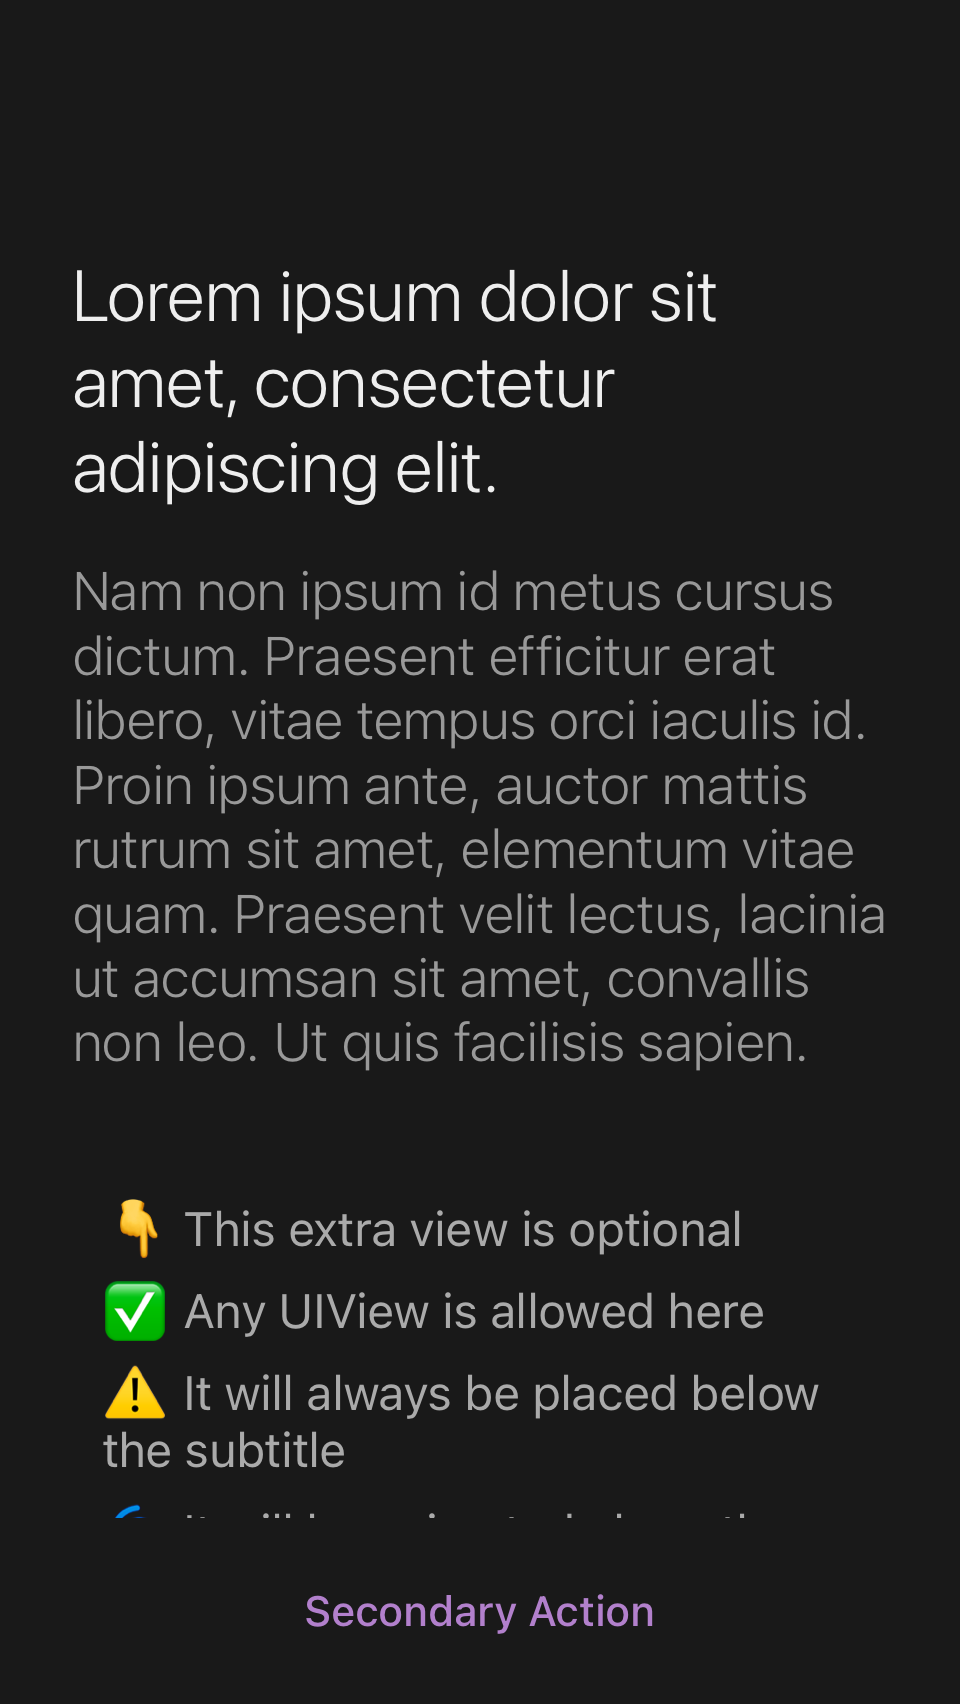 Lorem ipsum dolor sit
amet, consectetur
adipiscing elit.
Nam non ipsum id metus cursus
dictum. Praesent efficitur erat
libero, vitae tempus orci iaculis id.
Proin ipsum ante, auctor mattis
rutrum sit amet, elementum vitae
quam. Praesent velit lectus, lacinia
ut accumsan sit amet, convallis
non leo. Ut quis facilisis sapien.
👇 This extra view is optional
✅ Any UIView is allowed here
⚠️ It will always be placed below
the subtitle
It will
Secondary Action